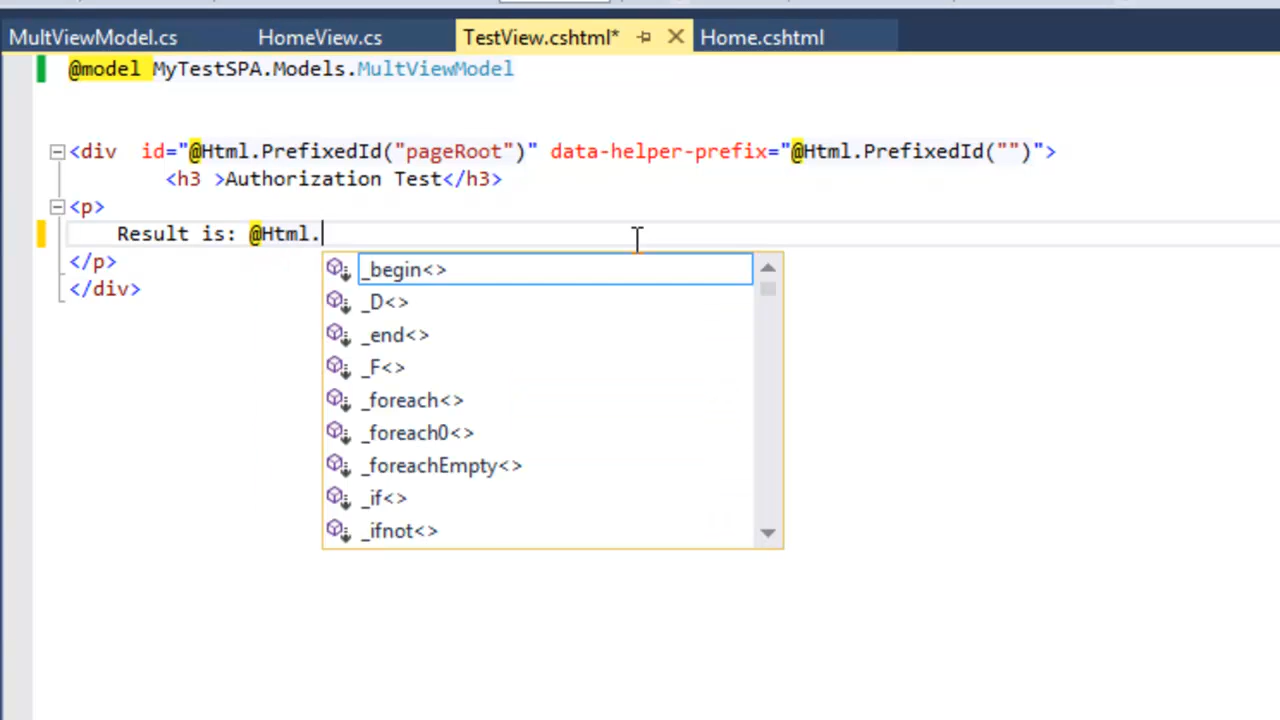 MultViewModel.cs HomeView.cs TestView.cshtml* Home.cshtml
@model MyTestSPA.Models.MultViewModel
<div  id="@Html.PrefixedId("pageRoot")" data-helper-prefix="@Html.PrefixedId("")">
<h3 >Authorization Test</h3>
<p>
Result is: @Html.
</p>
</div>
_begin<>
_D<>
_end<>
_F<>
_foreach<>
_foreach0<>
_foreachEmpty<>
_if<>
_ifnot<>